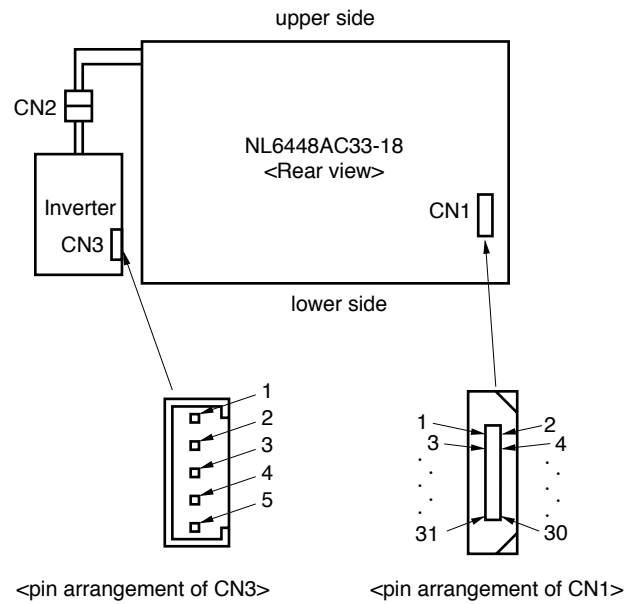 upper side
CN2
NL6448AC33-18
<Rear view>
Inverter
CN1
CN3
lower side
1
2
3
4
5
1
2
3
4
31
30
<pin arrangement of CN3>
<pin arrangement of CN1>